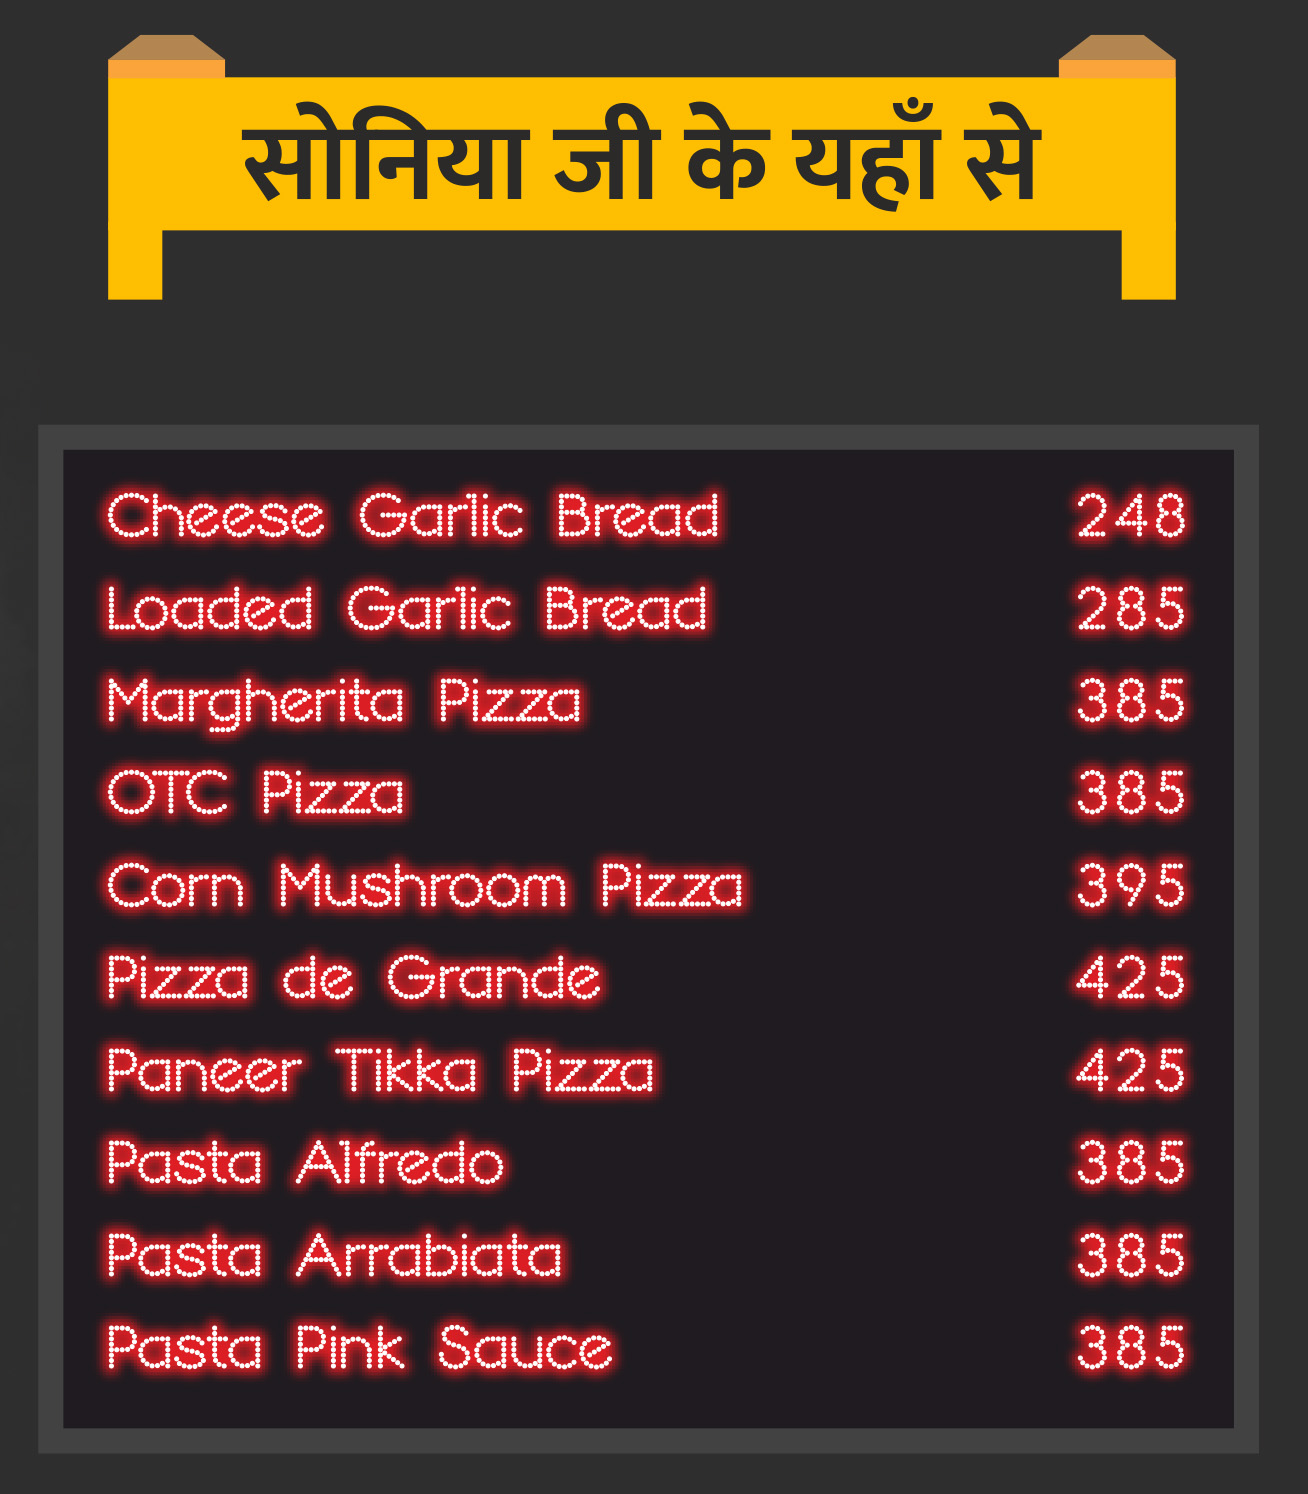 सोनिया जी के यहाँ से
Cheese Garlic Bread 248
Loaded Garlic Bread 285
Margherita Pizza 385
OTC Pizza 385
Corn Mushroom Pizza 395
Pizza de Grande 425
Paneer Tikka Pizza 425
Pasta Alfredo 385
Pasta Arrabiata 385
Pasta Pink Sauce 385